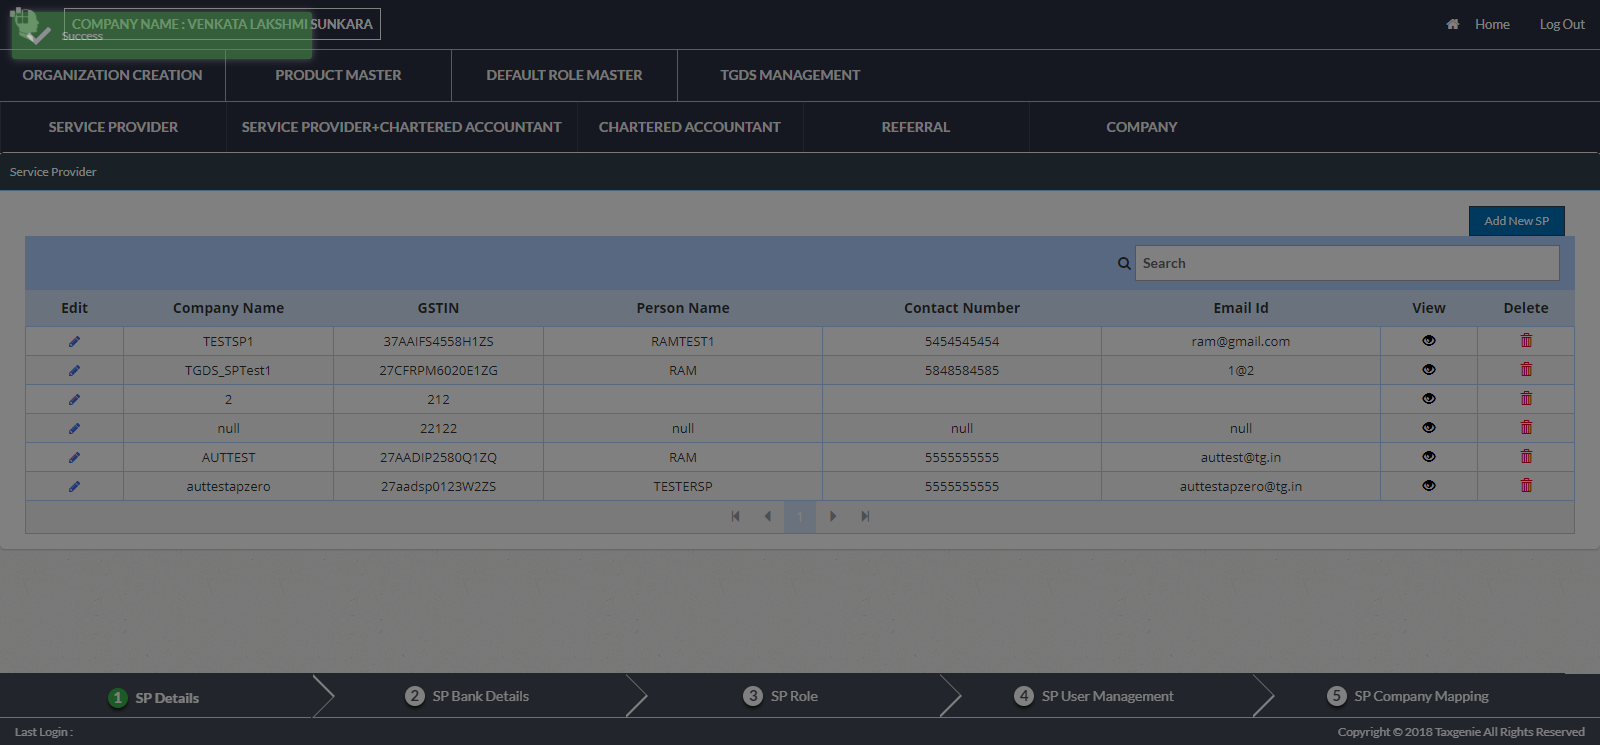 COMPANY NAME : VENKATA LAKSHMI SUNKARA
Success
Home Log Out
ORGANIZATION CREATION PRODUCT MASTER DEFAULT ROLE MASTER TGDS MANAGEMENT
SERVICE PROVIDER SERVICE PROVIDER+CHARTERED ACCOUNTANT CHARTERED ACCOUNTANT REFERRAL COMPANY
Service Provider
Add New SP
Search
Edit Company Name GSTIN Person Name Contact Number Email Id View Delete
TESTSP1 37AAIFS4558H1ZS RAMTEST1 5454545454 ram@gmail.com
TGDS_SPTest1 27CFRPM6020E1ZG RAM 5848584585 1@2
2 212
null 22122 null null null
AUTTEST 27AADIP2580Q1ZQ RAM 5555555555 auttest@tg.in
auttestapzero 27aadsp0123W2ZS TESTERSP 5555555555 auttestapzero@tg.in
1
1 SP Details 2 SP Bank Details 3 SP Role 4 SP User Management 5 SP Company Mapping
Last Login : Copyright © 2018 Taxgenie All Rights Reserved